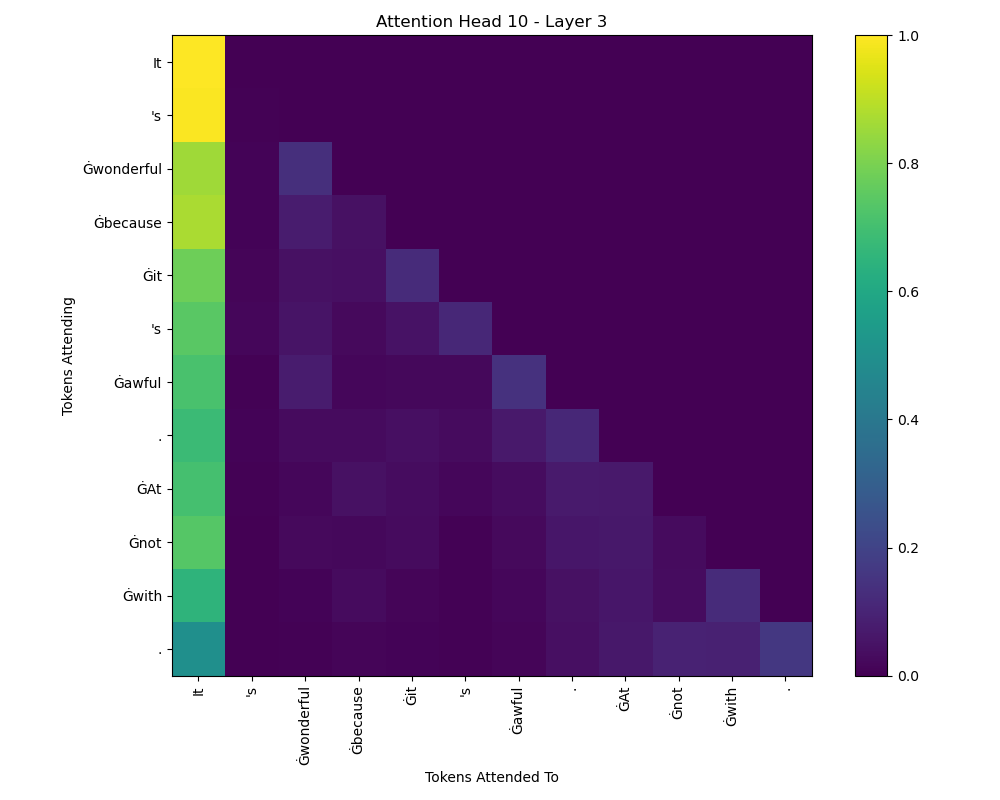 Attention Head 10 - Layer 3
Tokens Attending
It
's
Ġwonderful
Ġbecause
Ġit
's
Ġawful
.
ĠAt
Ġnot
Ġwith
.
It
's
Ġwonderful
Ġbecause
Ġit
's
Ġawful
.
ĠAt
Ġnot
Ġwith
.
Tokens Attended To
1.0
0.8
0.6
0.4
0.2
0.0